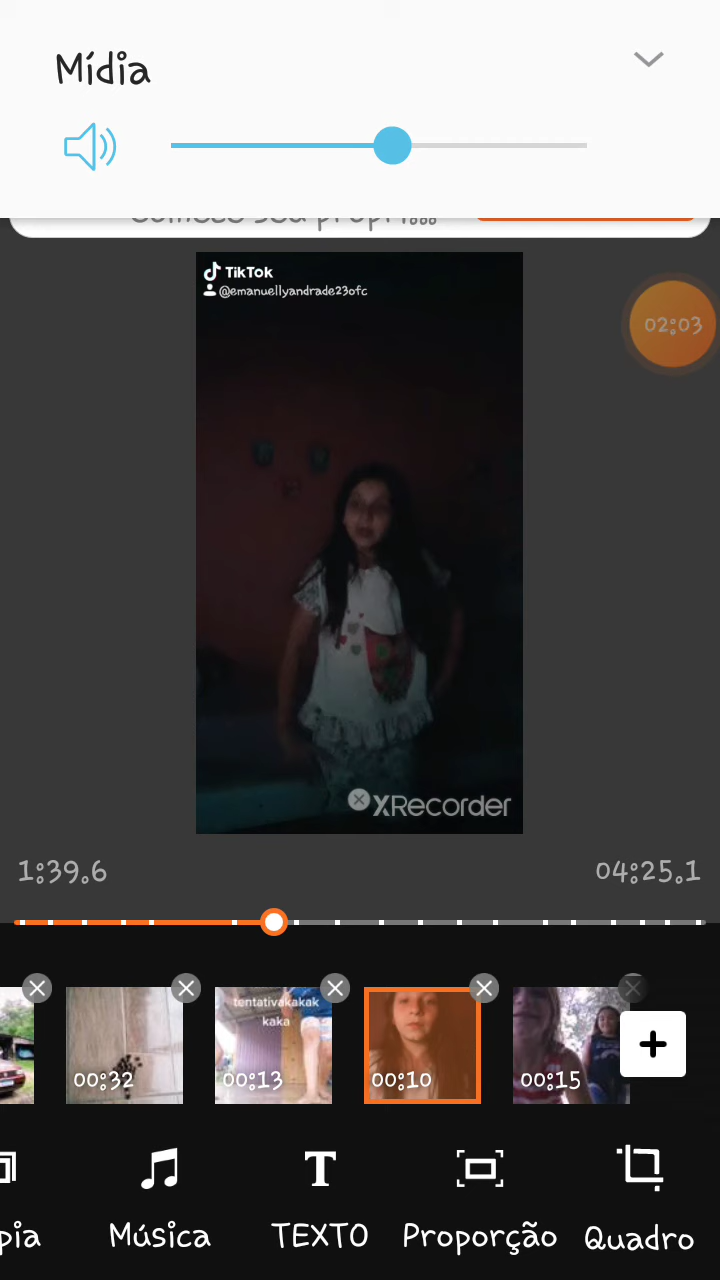 Mídia
TikTok
@emanuellyandrade23ofc
02:03
XRecorder
1:39.6
04:25.1
tentativakakak
kaka
00:32
00:13
00:10
00:15
pia
Música
TEXTO
Proporção
Quadro